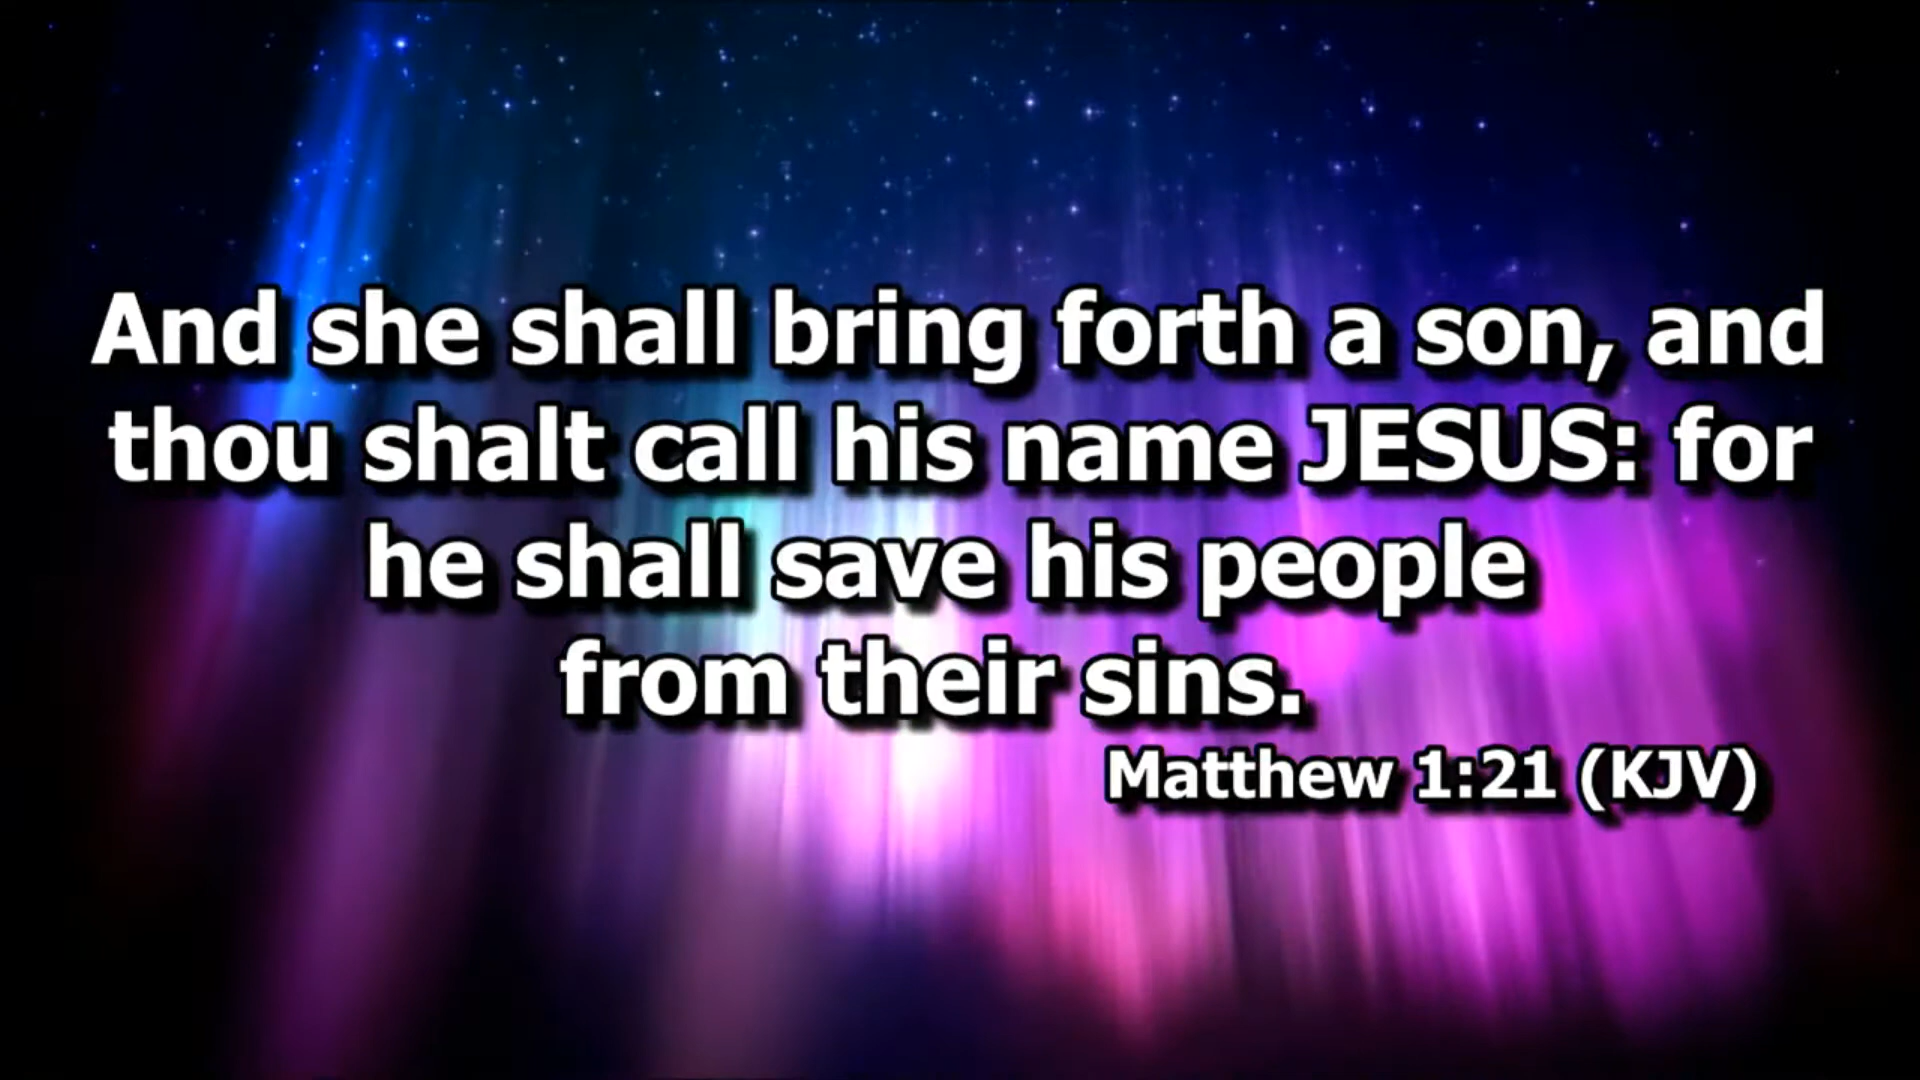 And she shall bring forth a son, and
thou shalt call his name JESUS: for
he shall save his people
from their sins.
Matthew 1:21 (KJV)